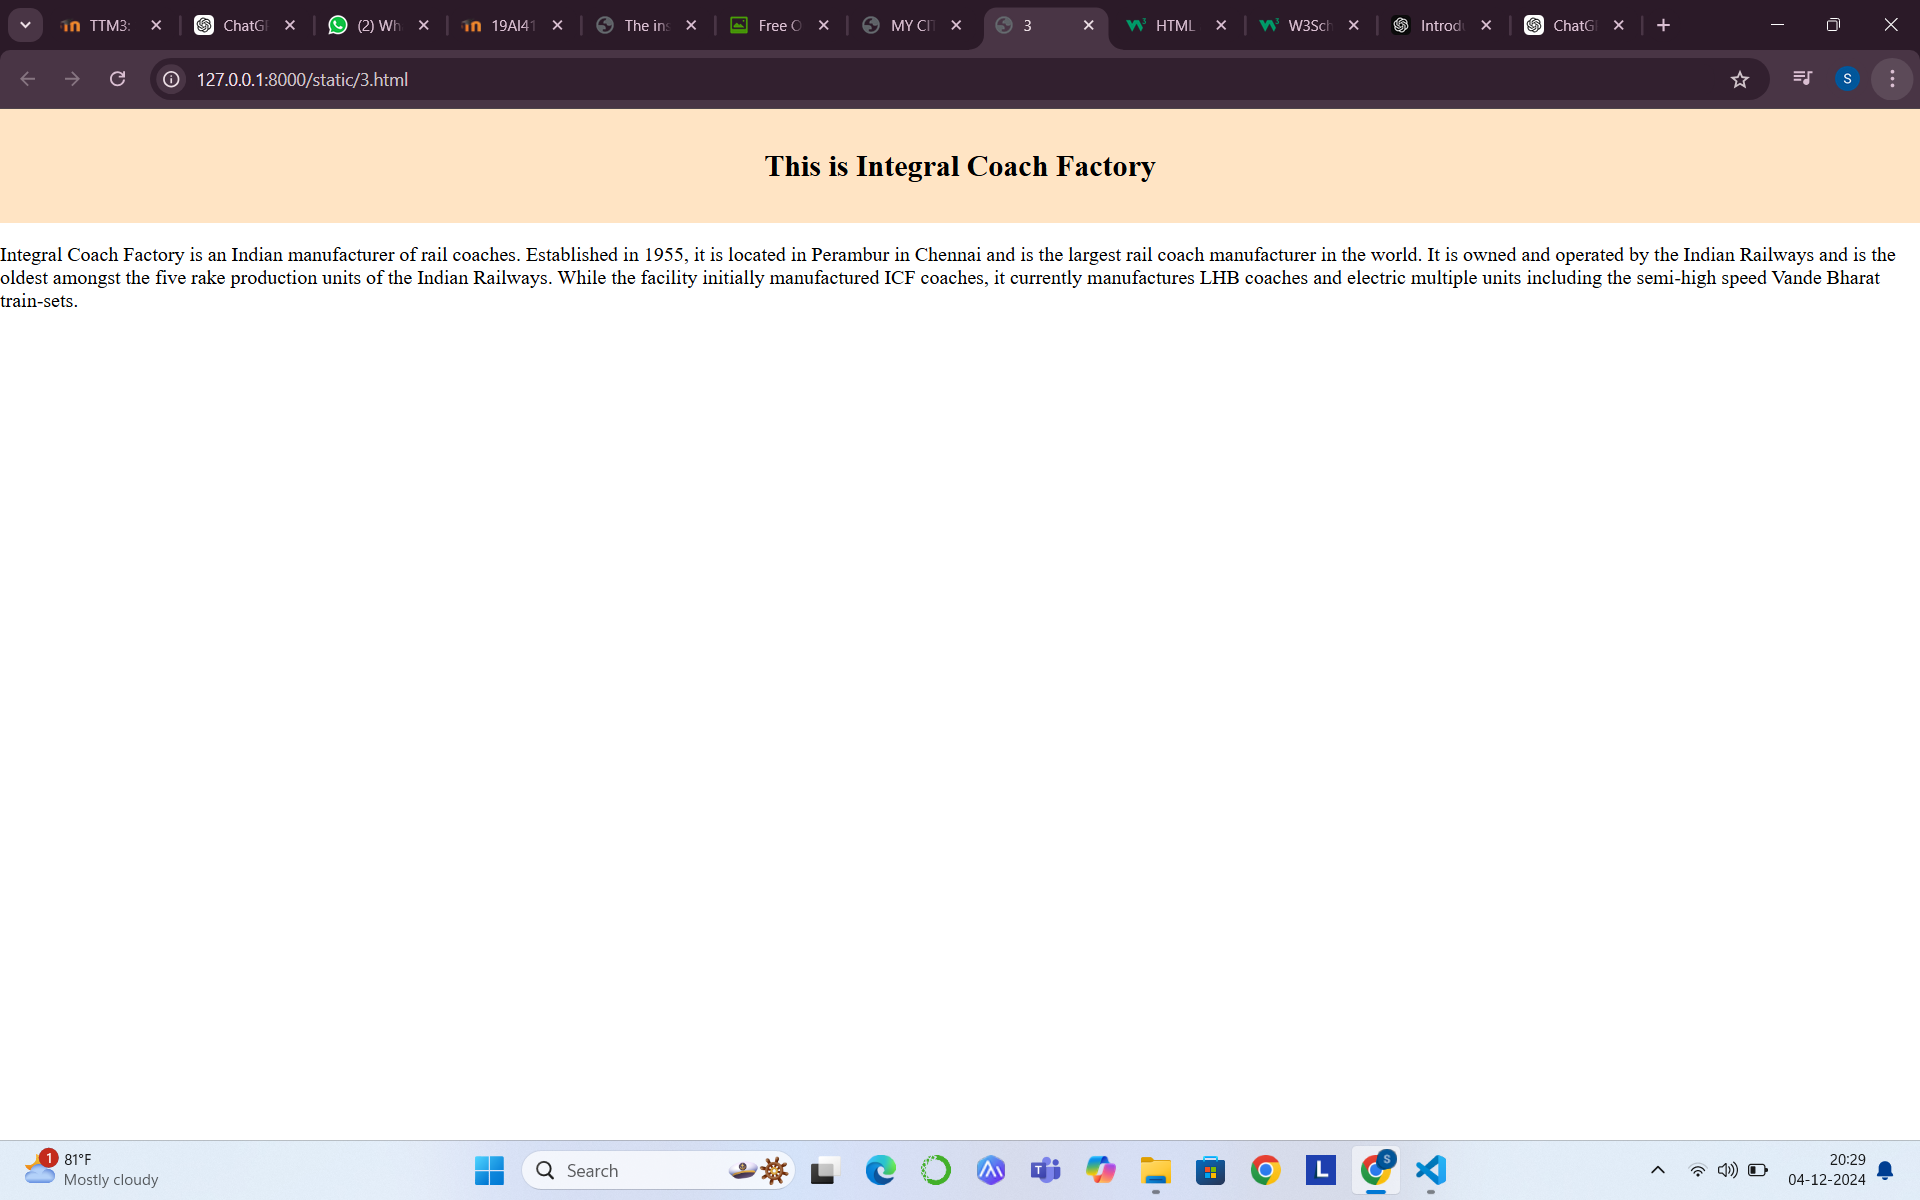 TTM3:
ChatG
(2) Wh
19AI41
The ins
Free O
MY CI
3
HTML
W3Sch
Introdu
ChatG
127.0.0.1:8000/static/3.html
S
This is Integral Coach Factory
Integral Coach Factory is an Indian manufacturer of rail coaches. Established in 1955, it is located in Perambur in Chennai and is the largest rail coach manufacturer in the world. It is owned and operated by the Indian Railways and is the
oldest amongst the five rake production units of the Indian Railways. While the facility initially manufactured ICF coaches, it currently manufactures LHB coaches and electric multiple units including the semi-high speed Vande Bharat
train-sets.
1
81°F
Mostly cloudy
Search
L
S
20:29
04-12-2024